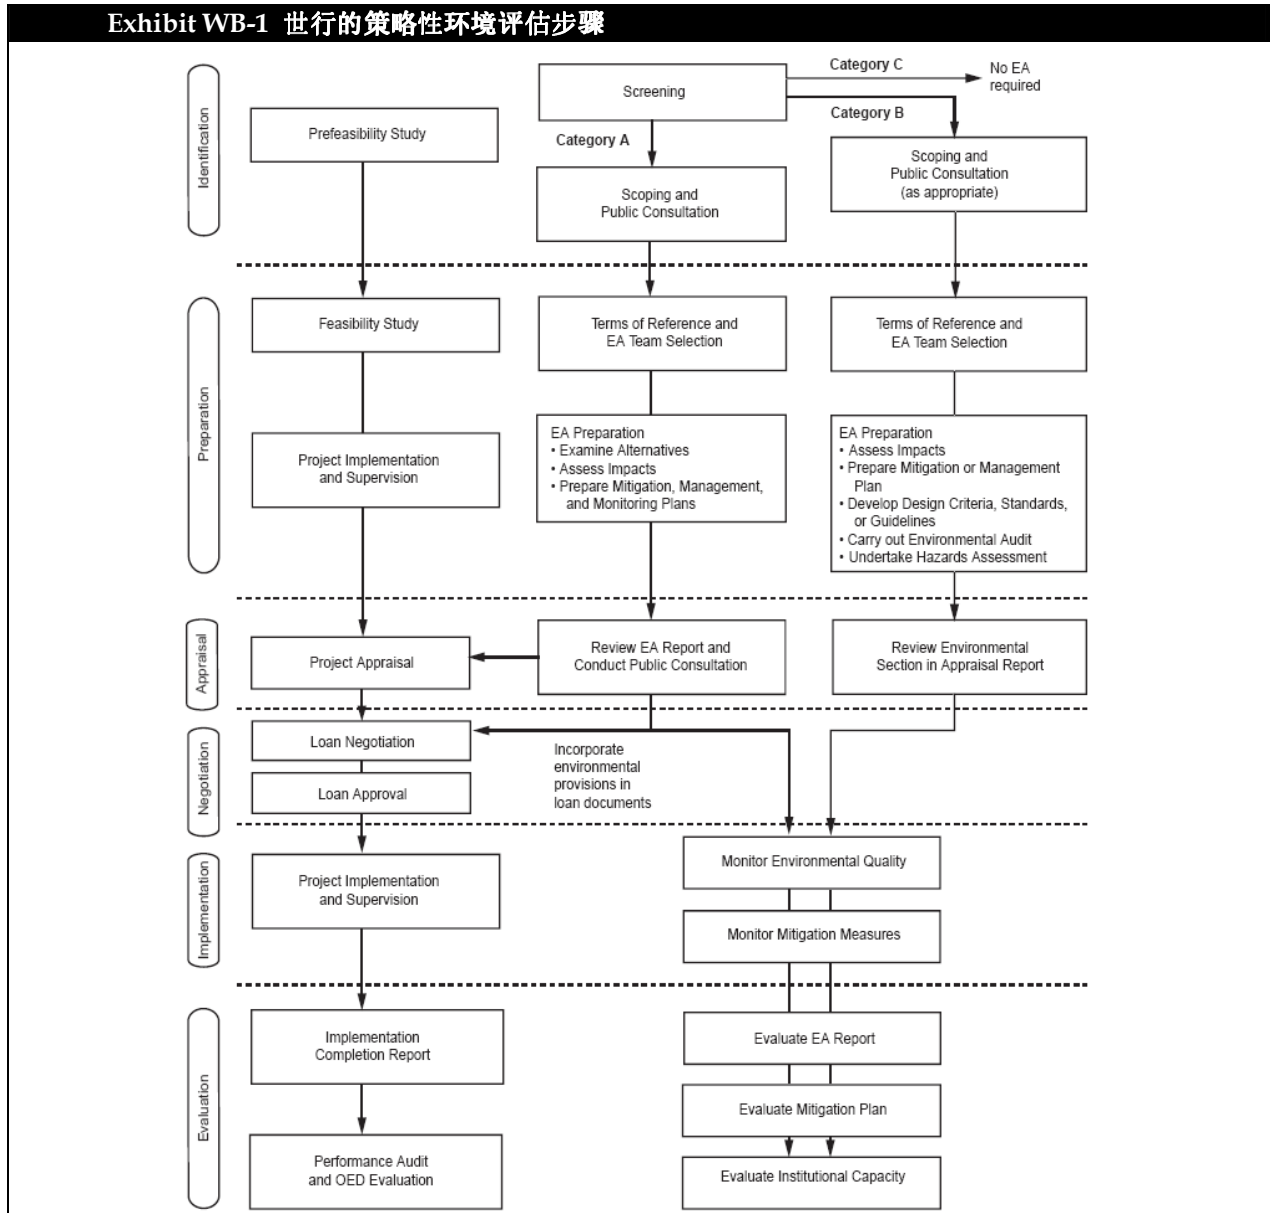 Exhibit WB-1 世行的策略性环境评估步骤
Identification
Prefeasibility Study
Screening
Category C
No EA
required
Category B
Category A
Scoping and
Public Consultation
Scoping and
Public Consultation
(as appropriate)
Preparation
Feasibility Study
Terms of Reference and
EA Team Selection
Terms of Reference and
EA Team Selection
Project Implementation
and Supervision
EA Preparation
• Examine Alternatives
• Assess Impacts
• Prepare Mitigation, Management,
and Monitoring Plans
EA Preparation
• Assess Impacts
• Prepare Mitigation or Management
Plan
• Develop Design Criteria, Standards,
or Guidelines
• Carry out Environmental Audit
• Undertake Hazards Assessment
Appraisal
Project Appraisal
Review EA Report and
Conduct Public Consultation
Review Environmental
Section in Appraisal Report
Negotiation
Loan Negotiation
Loan Approval
Incorporate
environmental
provisions in
loan documents
Implementation
Project Implementation
and Supervision
Monitor Environmental Quality
Monitor Mitigation Measures
Evaluation
Implementation
Completion Report
Evaluate EA Report
Evaluate Mitigation Plan
Performance Audit
and OED Evaluation
Evaluate Institutional Capacity